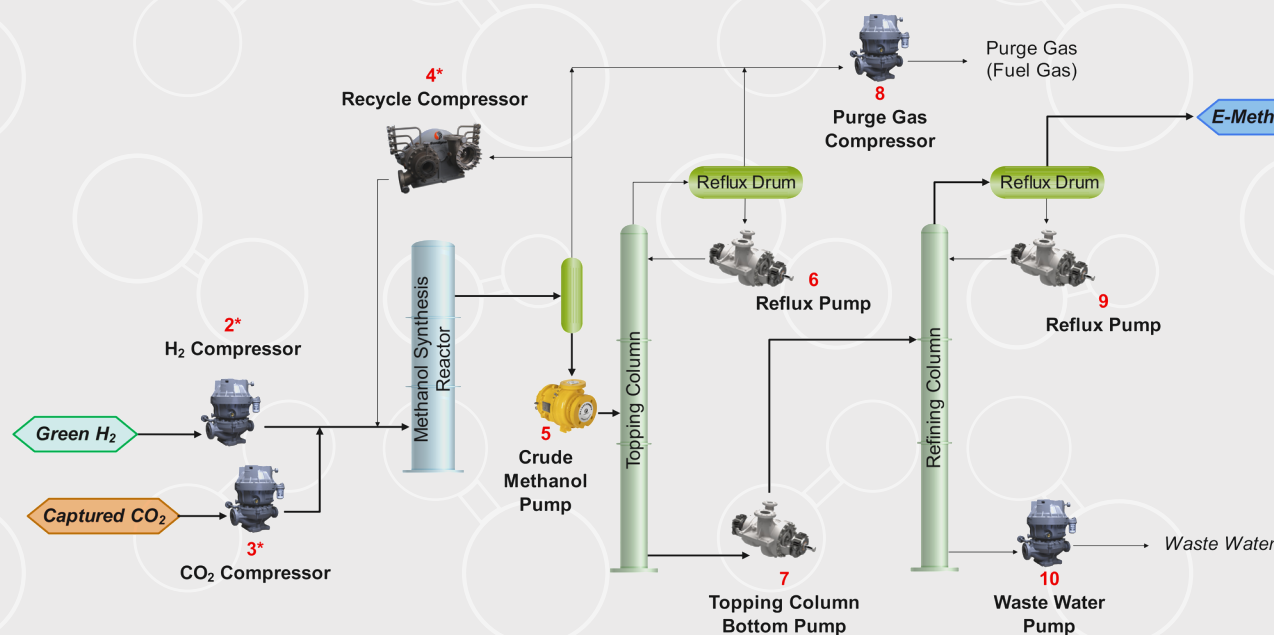 4*
Recycle Compressor
8
Purge Gas
Compressor
Purge Gas
(Fuel Gas)
E-Meth
Reflux Drum
Reflux Drum
6
Reflux Pump
9
Reflux Pump
2*
H₂ Compressor
Methanol Synthesis
Reactor
Topping Column
Refining Column
Green H₂
Captured CO₂
3*
CO₂ Compressor
5
Crude
Methanol
Pump
7
Topping Column
Bottom Pump
10
Waste Water
Pump
Waste Water